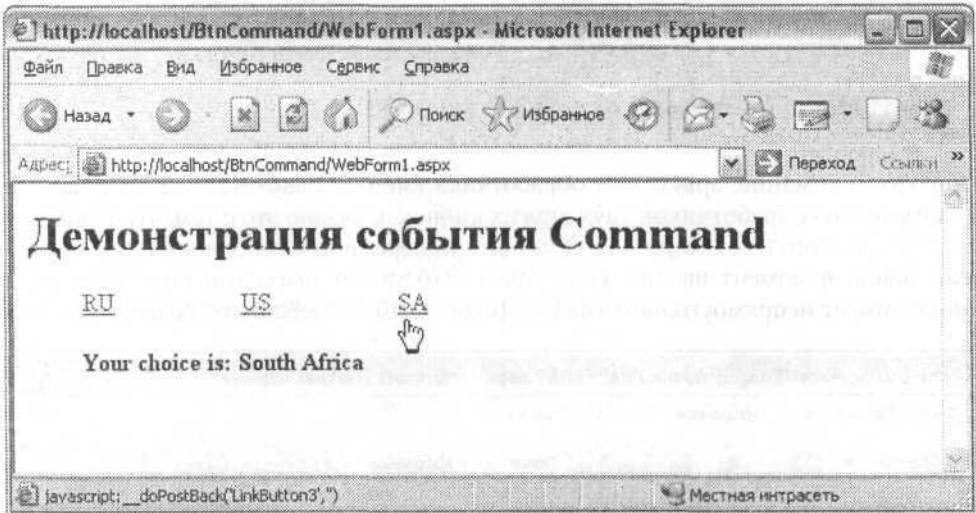 http://localhost/BtnCommand/WebForm1.aspx - Microsoft Internet Explorer
Файл Правка Вид Избранное Сервис Справка
Назад Поиск Избранное
Адрес: http://localhost/BtnCommand/WebForm1.aspx Переход Ссылки »
Демонстрация события Command
RU US SA
Your choice is: South Africa
javascript:__doPostBack('LinkButton3','') Местная интрасеть